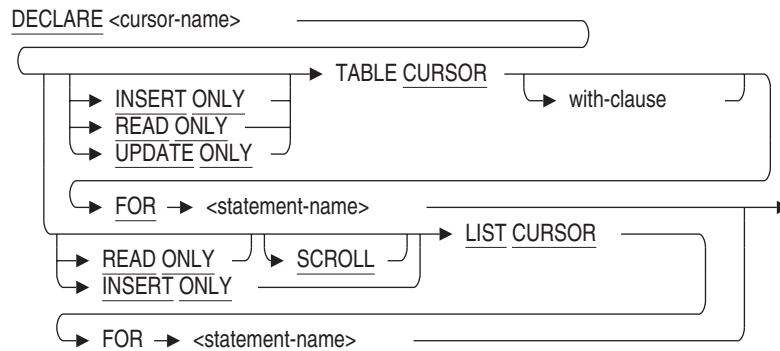 DECLARE <cursor-name>
TABLE CURSOR
INSERT ONLY
with-clause
READ ONLY
UPDATE ONLY
FOR <statement-name>
LIST CURSOR
READ ONLY SCROLL
INSERT ONLY
FOR <statement-name>